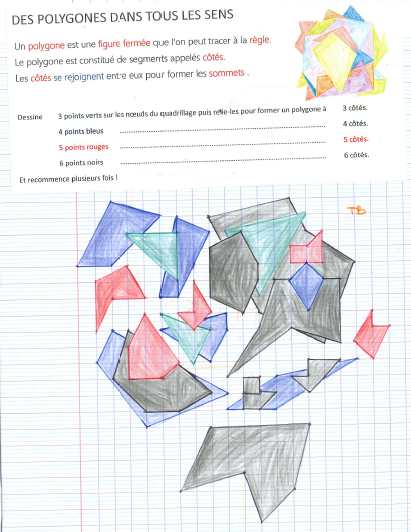 DES POLYGONES DANS TOUS LES SENS
Un polygone est une figure fermée que l'on peut tracer à la règle.
Le polygone est constitué de segments appelés côtés.
Les côtés se rejoignent entre eux pour former les sommets .
Dessine 3 points verts sur les nœuds du quadrillage puis relie-les pour former un polygone à 3 côtés.
4 points bleus ................................................ 4 côtés.
5 points rouges ................................................ 5 côtés.
6 points noirs ................................................ 6 côtés.
Et recommence plusieurs fois !
TB